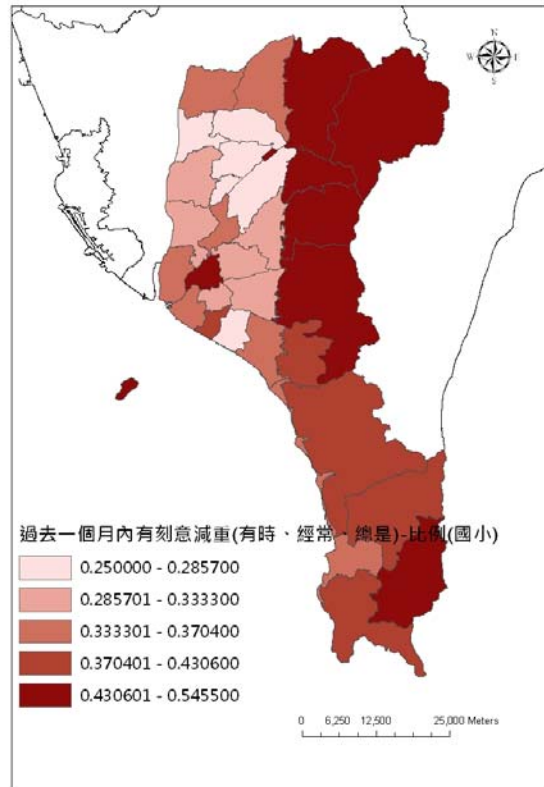 N
W E
S
過去一個月內有刻意減重(有時、經常、總是)-比例(國小)
0.250000 - 0.285700
0.285701 - 0.333300
0.333301 - 0.370400
0.370401 - 0.430600
0.430601 - 0.545500
0 6,250 12,500 25,000 Meters